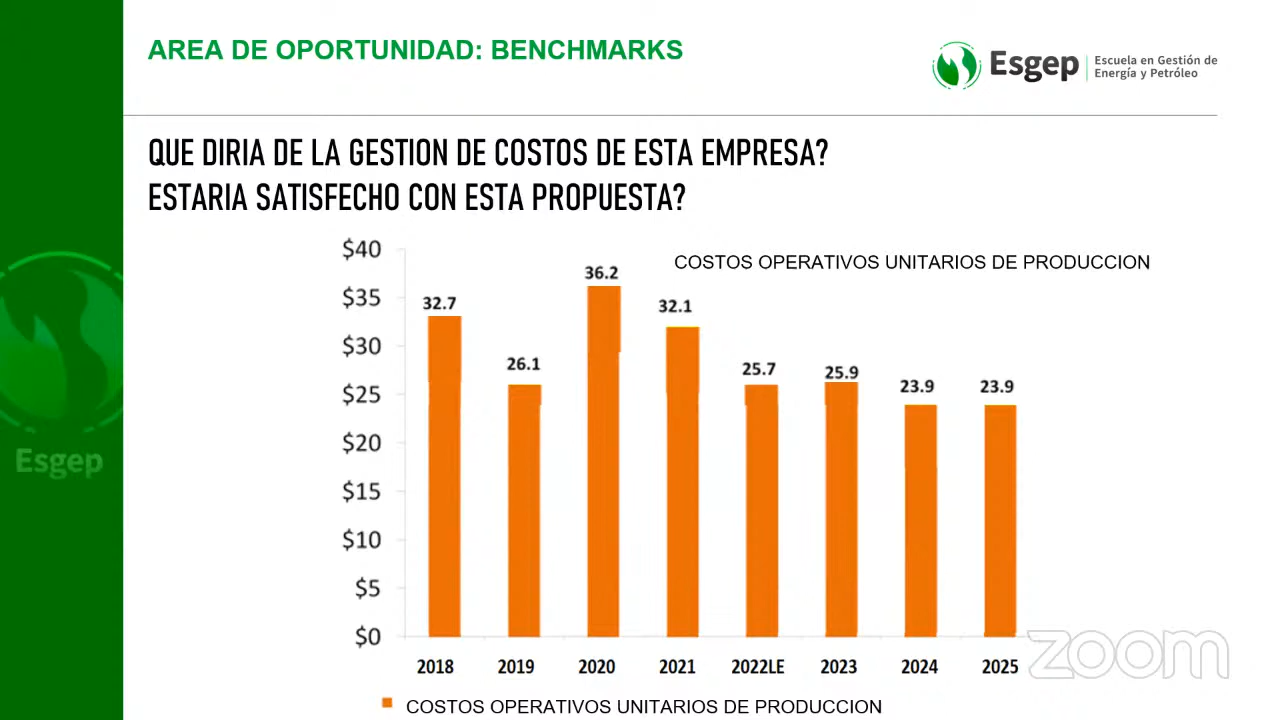 AREA DE OPORTUNIDAD: BENCHMARKS
Esgep
Escuela en Gestión de
Energía y Petróleo
QUE DIRIA DE LA GESTION DE COSTOS DE ESTA EMPRESA?
ESTARIA SATISFECHO CON ESTA PROPUESTA?
COSTOS OPERATIVOS UNITARIOS DE PRODUCCION
$40
$35
$30
$25
$20
$15
$10
$5
$0
32.7
26.1
36.2
32.1
25.7
25.9
23.9
23.9
2018 2019 2020 2021 2022LE 2023 2024 2025
COSTOS OPERATIVOS UNITARIOS DE PRODUCCION
Esgep
zoom